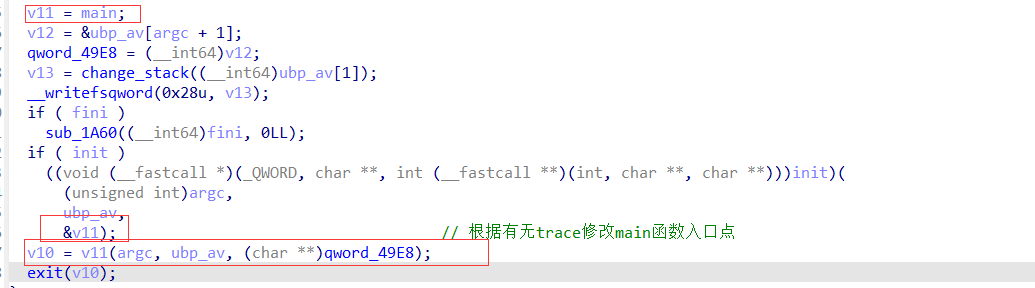 v11 = main;
v12 = &ubp_av[argc + 1];
qword_49E8 = (__int64)v12;
v13 = change_stack((__int64)ubp_av[1]);
__writefsqword(0x28u, v13);
if ( fini )
sub_1A60((__int64)fini, 0LL);
if ( init )
((void (__fastcall *)(_QWORD, char **, int (__fastcall **)(int, char **, char **)))init)(
(unsigned int)argc,
ubp_av,
&v11); // 根据有无trace修改main函数入口点
v10 = v11(argc, ubp_av, (char **)qword_49E8);
exit(v10);